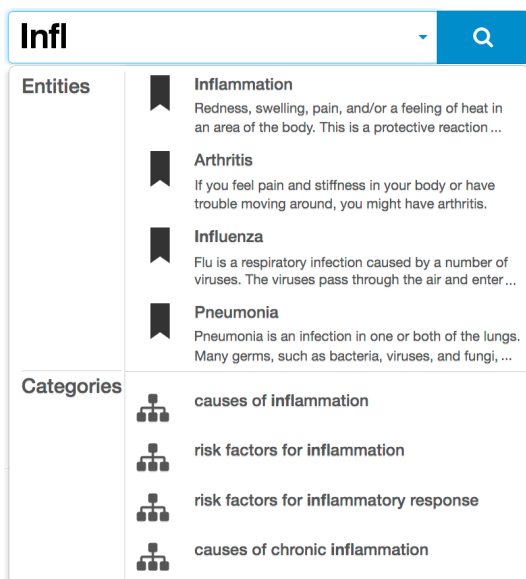 Infl
Entities
Inflammation
Redness, swelling, pain, and/or a feeling of heat in
an area of the body. This is a protective reaction ...
Arthritis
If you feel pain and stiffness in your body or have
trouble moving around, you might have arthritis.
Influenza
Flu is a respiratory infection caused by a number of
viruses. The viruses pass through the air and enter ...
Pneumonia
Pneumonia is an infection in one or both of the lungs.
Many germs, such as bacteria, viruses, and fungi, ...
Categories
causes of inflammation
risk factors for inflammation
risk factors for inflammatory response
causes of chronic inflammation